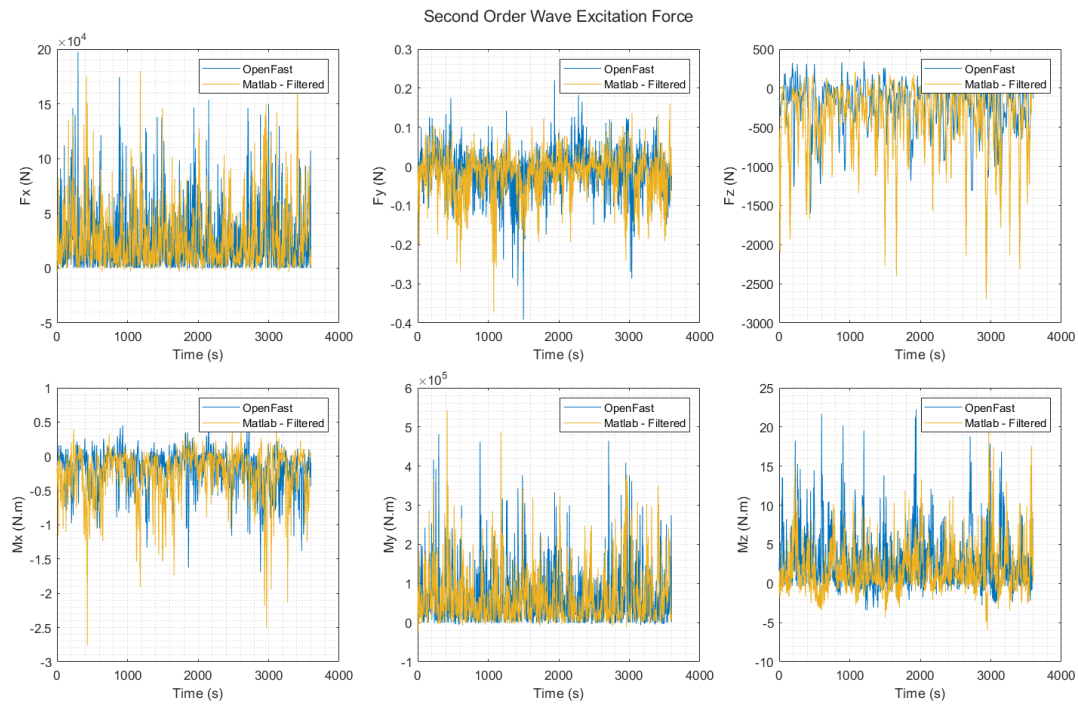 Second Order Wave Excitation Force
×10⁴
20
15
10
5
0
-5
Fx (N)
0 1000 2000 3000 4000
Time (s)
OpenFast
Matlab - Filtered
0.3
0.2
0.1
0
-0.1
-0.2
-0.3
-0.4
Fy (N)
0 1000 2000 3000 4000
Time (s)
OpenFast
Matlab - Filtered
500
0
-500
-1000
-1500
-2000
-2500
-3000
Fz (N)
0 1000 2000 3000 4000
Time (s)
OpenFast
Matlab - Filtered
1
0.5
0
-0.5
-1
-1.5
-2
-2.5
-3
Mx (N.m)
0 1000 2000 3000 4000
Time (s)
OpenFast
Matlab - Filtered
×10⁵
6
5
4
3
2
1
0
-1
My (N.m)
0 1000 2000 3000 4000
Time (s)
OpenFast
Matlab - Filtered
25
20
15
10
5
0
-5
-10
Mz (N.m)
0 1000 2000 3000 4000
Time (s)
OpenFast
Matlab - Filtered